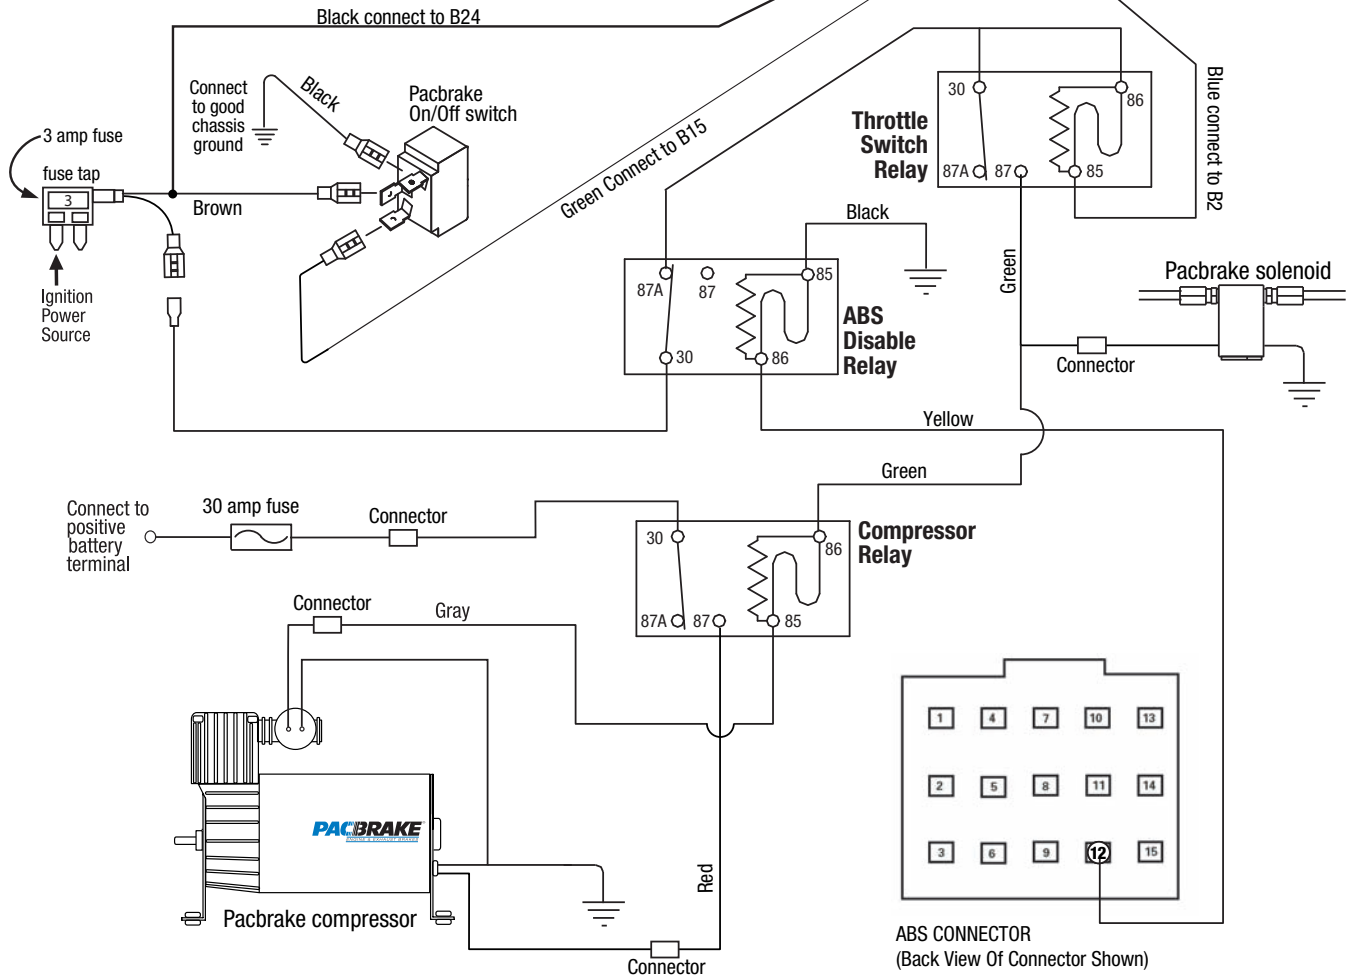 Black connect to B24
Connect
to good
chassis
ground
Black
Pacbrake
On/Off switch
3 amp fuse
fuse tap
3
Brown
Ignition
Power
Source
Green Connect to B15
Throttle
Switch
Relay
30
86
87A
87
85
Blue connect to B2
Black
87A
87
85
30
86
ABS
Disable
Relay
Green
Pacbrake solenoid
Connector
Yellow
Green
Connect to
positive
battery
terminal
30 amp fuse
Connector
30
86
87A
87
85
Compressor
Relay
Connector
Gray
PACBRAKE
Pacbrake compressor
Red
Connector
1 4 7 10 13
2 5 8 11 14
3 6 9 12 15
ABS CONNECTOR
(Back View Of Connector Shown)